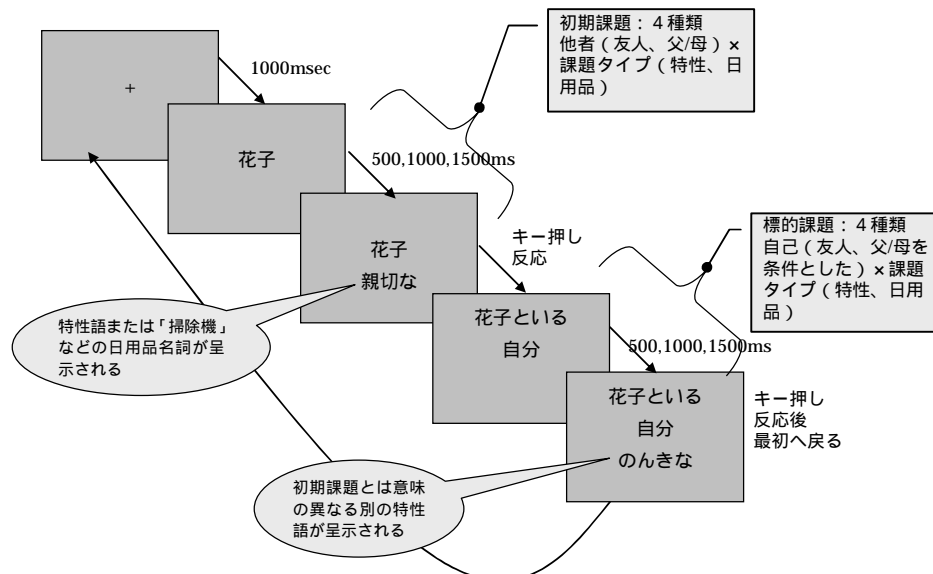 +
1000msec
花子
500,1000,1500ms
花子
親切な
キー押し
反応
花子といる
自分
500,1000,1500ms
花子といる
自分
のんきな
キー押し
反応後
最初へ戻る
初期課題：４種類
他者（友人、父/母）×
課題タイプ（特性、日
用品）
標的課題：４種類
自己（友人、父/母を
条件とした）×課題
タイプ（特性、日用
品）
特性語または「掃除機」
などの日用品名詞が呈
示される
初期課題とは意味
の異なる別の特性
語が呈示される